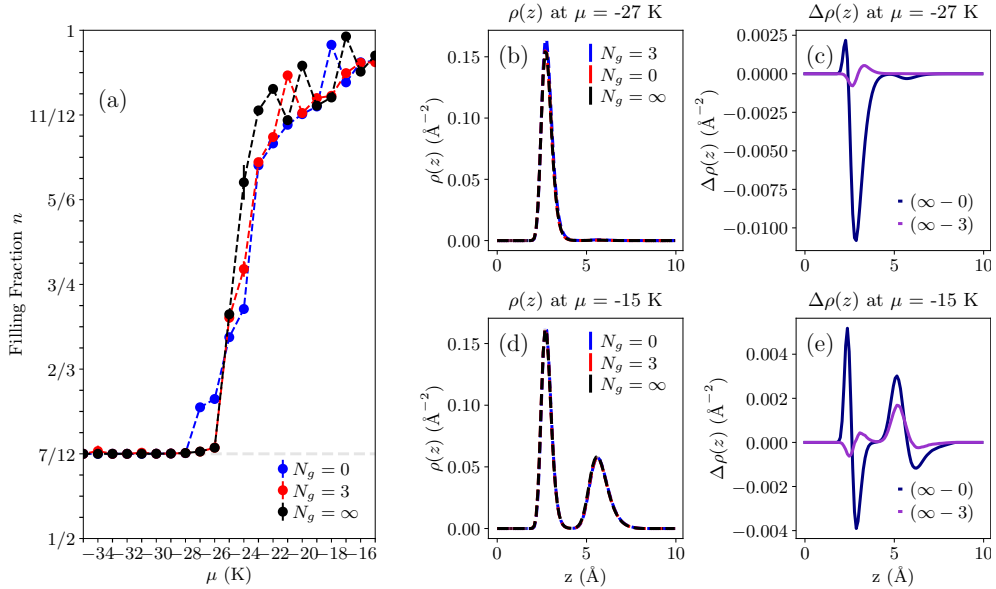 (a)
Filling Fraction n
1
11/12
5/6
3/4
2/3
7/12
1/2
−34 −32 −30 −28 −26 −24 −22 −20 −18 −16
μ (K)
N_g = 0
N_g = 3
N_g = ∞
ρ(z) at μ = -27 K
(b)
N_g = 3
N_g = 0
N_g = ∞
ρ(z) (Å⁻²)
0.15
0.10
0.05
0.00
0 5 10
Δρ(z) at μ = -27 K
(c)
Δρ(z) (Å⁻²)
0.0025
0.0000
−0.0025
−0.0050
−0.0075
−0.0100
(∞ − 0)
(∞ − 3)
0 5 10
ρ(z) at μ = -15 K
(d)
N_g = 0
N_g = 3
N_g = ∞
ρ(z) (Å⁻²)
0.15
0.10
0.05
0.00
0 5 10
z (Å)
Δρ(z) at μ = -15 K
(e)
Δρ(z) (Å⁻²)
0.004
0.002
0.000
−0.002
−0.004
(∞ − 0)
(∞ − 3)
0 5 10
z (Å)